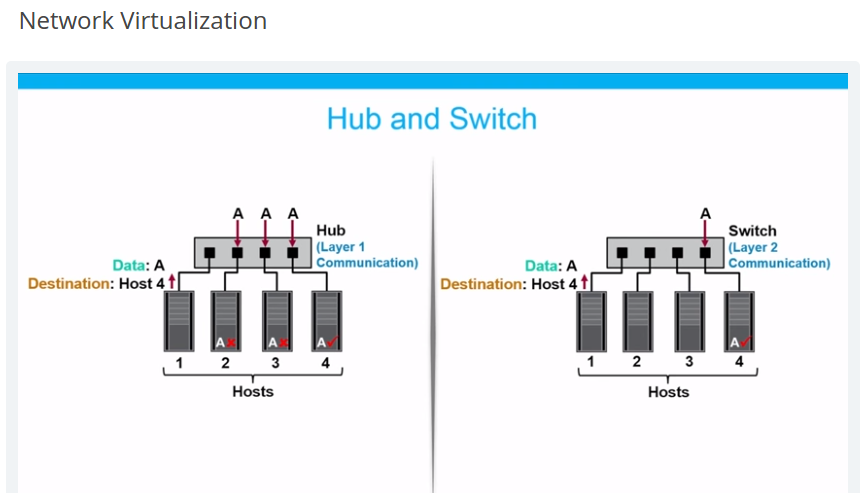 Network Virtualization
Hub and Switch
A A A
Hub
(Layer 1
Communication)
Data: A
Destination: Host 4
A
A
A
1 2 3 4
Hosts
A
Switch
(Layer 2
Communication)
Data: A
Destination: Host 4
A
1 2 3 4
Hosts